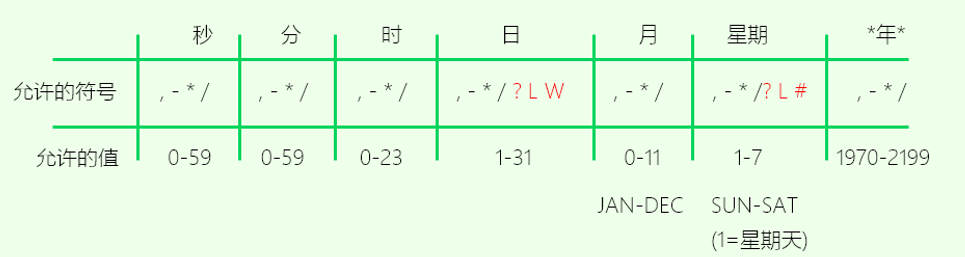 秒 分 时 日 月 星期 *年*
允许的符号 , - * / , - * / , - * / , - * / ? L W , - * / , - * /? L # , - * /
允许的值 0-59 0-59 0-23 1-31 0-11 1-7 1970-2199
JAN-DEC SUN-SAT
(1=星期天)